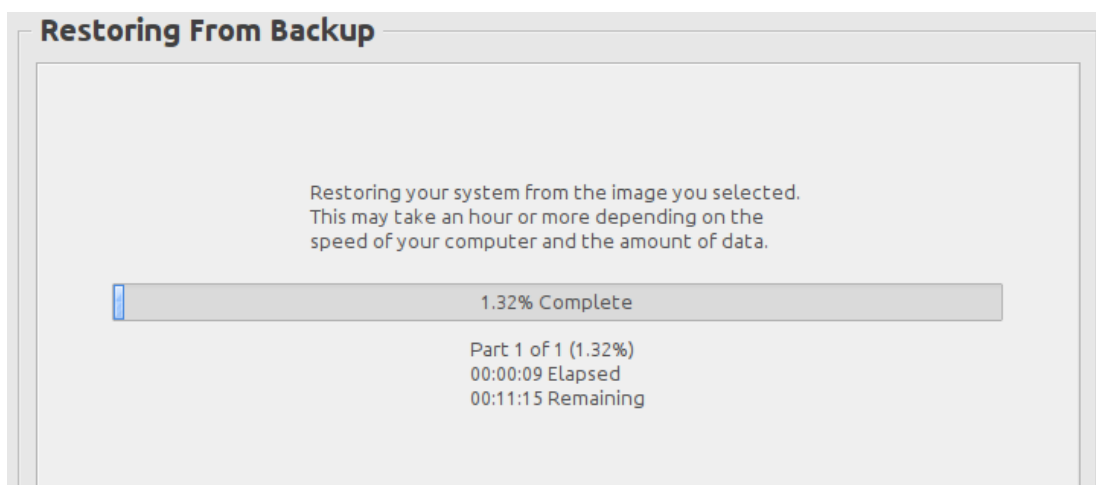 Restoring From Backup
Restoring your system from the image you selected.
This may take an hour or more depending on the
speed of your computer and the amount of data.
1.32% Complete
Part 1 of 1 (1.32%)
00:00:09 Elapsed
00:11:15 Remaining